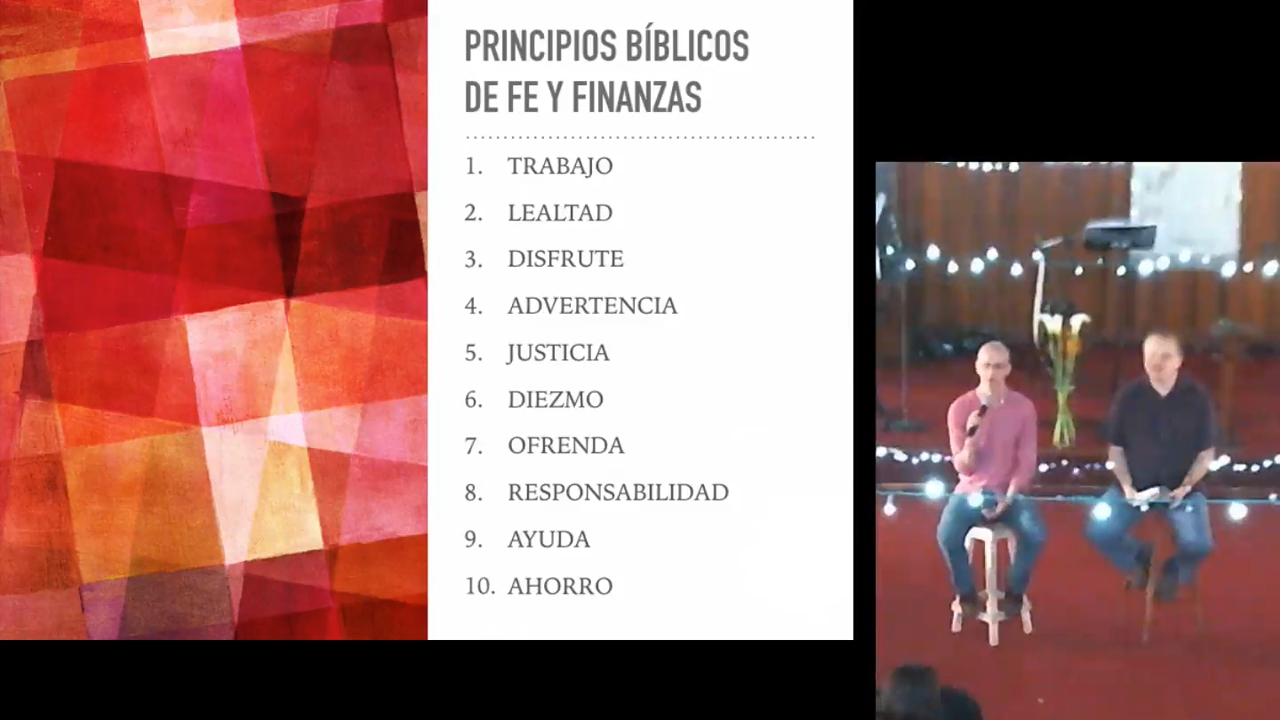 PRINCIPIOS BÍBLICOS
DE FE Y FINANZAS
1. TRABAJO
2. LEALTAD
3. DISFRUTE
4. ADVERTENCIA
5. JUSTICIA
6. DIEZMO
7. OFRENDA
8. RESPONSABILIDAD
9. AYUDA
10. AHORRO